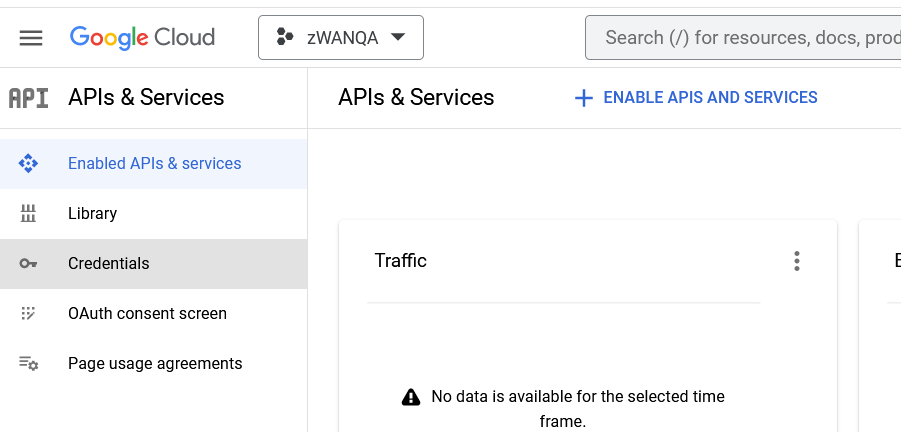 Google Cloud
zWANQA
Search (/) for resources, docs, prod
API
APIs & Services
APIs & Services
ENABLE APIS AND SERVICES
Enabled APIs & services
Library
Credentials
OAuth consent screen
Page usage agreements
Traffic
No data is available for the selected time
frame.